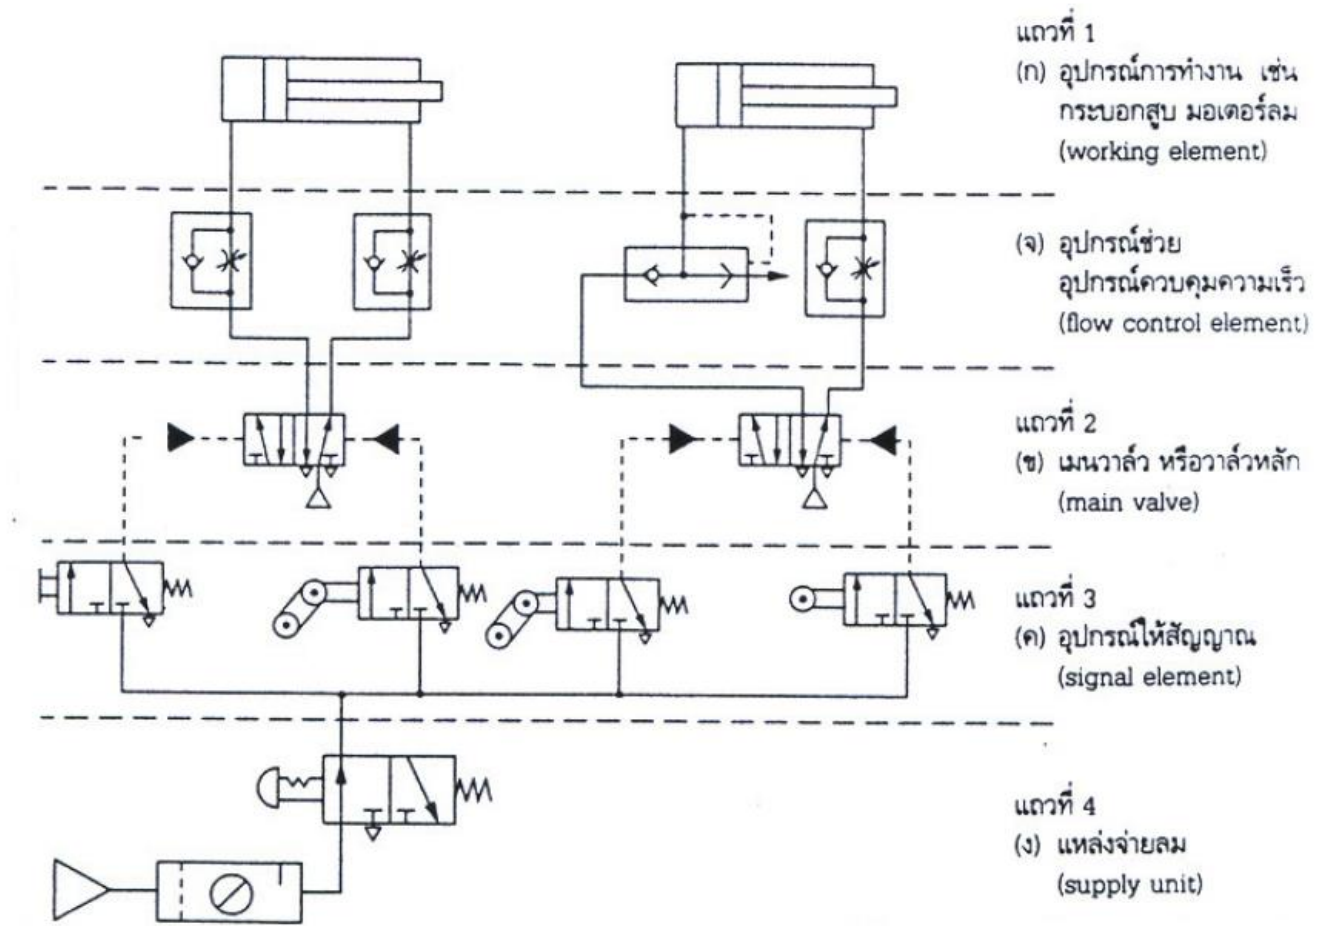 แถวที่ 1
(ก) อุปกรณ์การทำงาน เช่น
กระบอกสูบ มอเตอร์ลม
(working element)
(จ) อุปกรณ์ช่วย
อุปกรณ์ควบคุมความเร็ว
(flow control element)
แถวที่ 2
(ข) เมนวาล์ว หรือวาล์วหลัก
(main valve)
แถวที่ 3
(ค) อุปกรณ์ให้สัญญาณ
(signal element)
แถวที่ 4
(ง) แหล่งจ่ายลม
(supply unit)